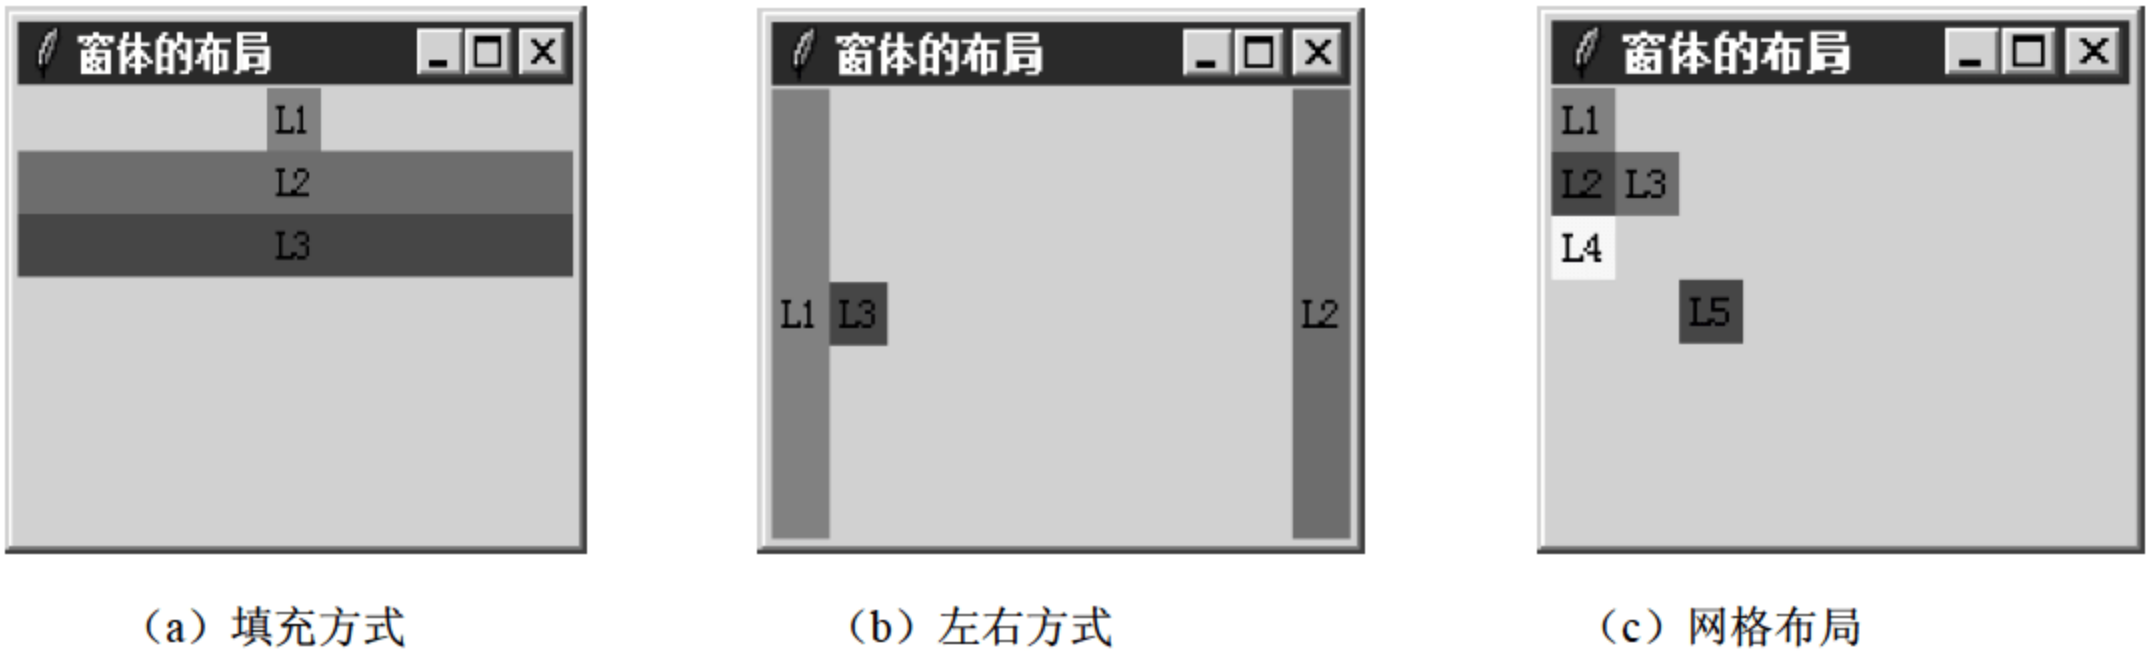 窗体的布局
L1
L2
L3
窗体的布局
L1 L3 L2
窗体的布局
L1
L2 L3
L4
L5
（a）填充方式
（b）左右方式
（c）网格布局